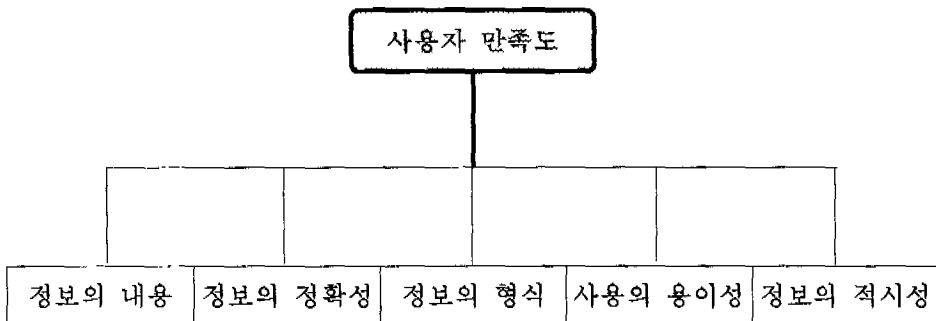 사용자 만족도
정보의 내용 정보의 정확성 정보의 형식 사용의 용이성 정보의 적시성